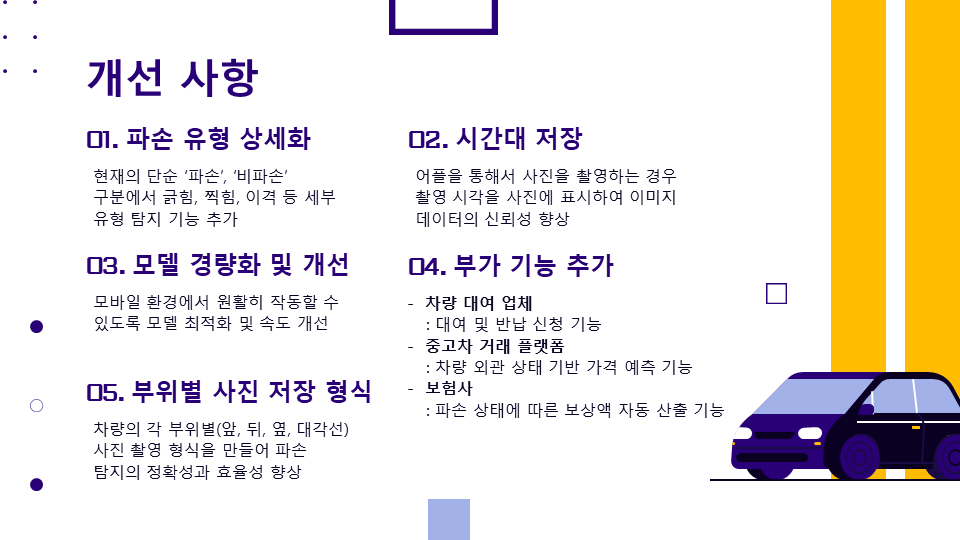 개선 사항
01. 파손 유형 상세화
현재의 단순 ‘파손’, ‘비파손’
구분에서 긁힘, 찍힘, 이격 등 세부
유형 탐지 기능 추가
02. 시간대 저장
어플을 통해서 사진을 촬영하는 경우
촬영 시각을 사진에 표시하여 이미지
데이터의 신뢰성 향상
03. 모델 경량화 및 개선
모바일 환경에서 원활히 작동할 수
있도록 모델 최적화 및 속도 개선
04. 부가 기능 추가
- 차량 대여 업체
: 대여 및 반납 신청 기능
- 중고차 거래 플랫폼
: 차량 외관 상태 기반 가격 예측 기능
- 보험사
: 파손 상태에 따른 보상액 자동 산출 기능
05. 부위별 사진 저장 형식
차량의 각 부위별(앞, 뒤, 옆, 대각선)
사진 촬영 형식을 만들어 파손
탐지의 정확성과 효율성 향상